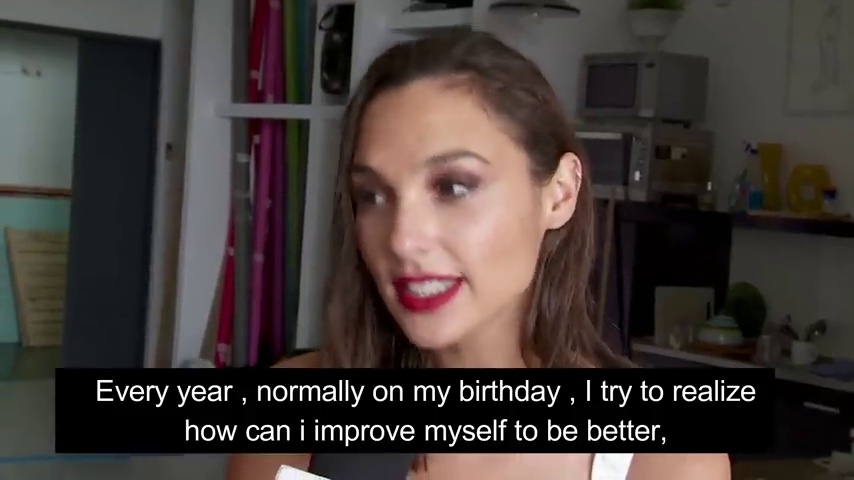 Every year , normally on my birthday , I try to realize
how can i improve myself to be better,